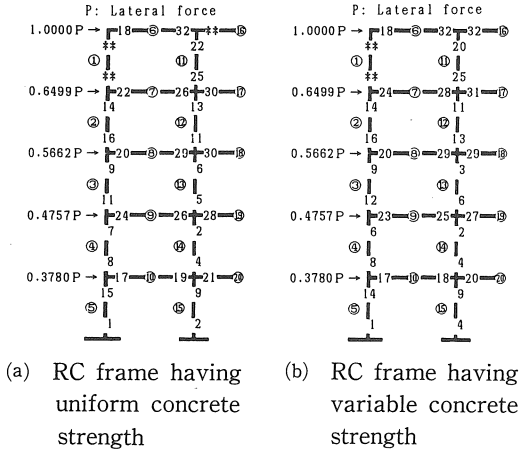 P: Lateral force
1.0000P 18 ⑥ 32 ‡‡ ⑯
‡‡ 22
① ⑪
‡‡ 25
0.6499P 22 ⑦ 26 30 ⑰
14 13
② ⑫
16 11
0.5662P 20 ⑧ 29 30 ⑱
9 6
③ ⑬
11 5
0.4757P 24 ⑨ 26 28 ⑲
7 2
④ ⑭
8 4
0.3780P 17 ⑩ 19 21 ⑳
15 9
⑤ ⑮
1 2
(a) RC frame having
uniform concrete
strength
P: Lateral force
1.0000P 18 ⑥ 32 32 ⑯
‡‡ 20
① ⑪
‡‡ 25
0.6499P 24 ⑦ 28 31 ⑰
14 11
② ⑫
16 13
0.5662P 20 ⑧ 29 29 ⑱
9 3
③ ⑬
12 6
0.4757P 23 ⑨ 25 27 ⑲
6 2
④ ⑭
8 4
0.3780P 17 ⑩ 18 20 ⑳
14 9
⑤ ⑮
1 4
(b) RC frame having
variable concrete
strength